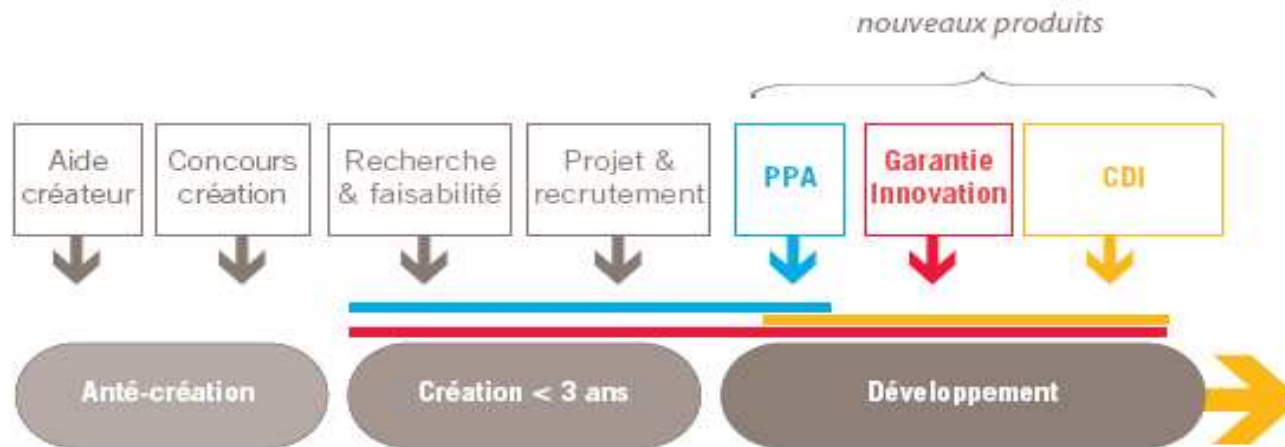 nouveaux produits
Aide
créateur
Concours
création
Recherche
& faisabilité
Projet &
recrutement
PPA
Garantie
Innovation
CDI
Anté-création
Création < 3 ans
Développement